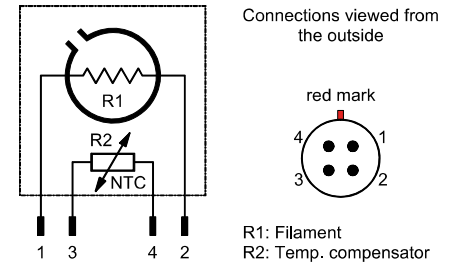 Connections viewed from
the outside
R1
R2
NTC
1 3 4 2
red mark
4 1
3 2
R1: Filament
R2: Temp. compensator